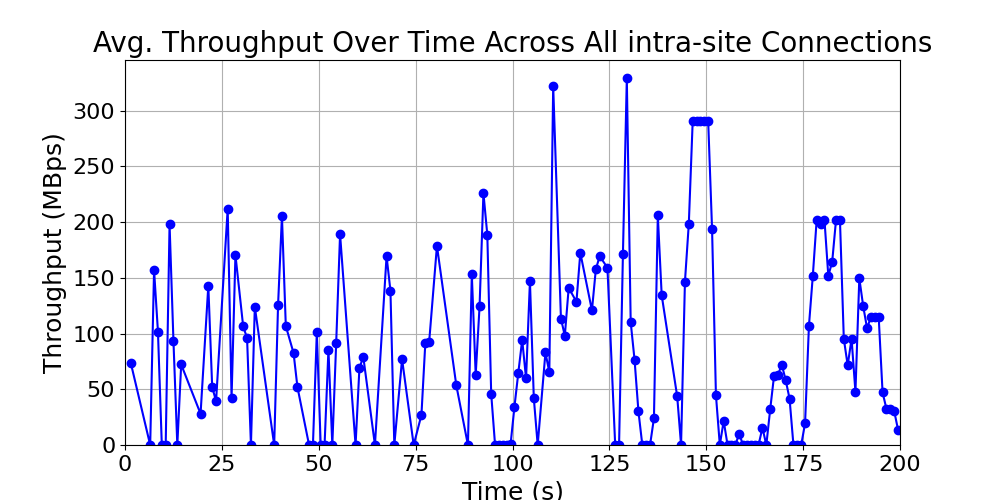 Avg. Throughput Over Time Across All intra-site Connections
Throughput (MBps)
300
250
200
150
100
50
0
0 25 50 75 100 125 150 175 200
Time (s)